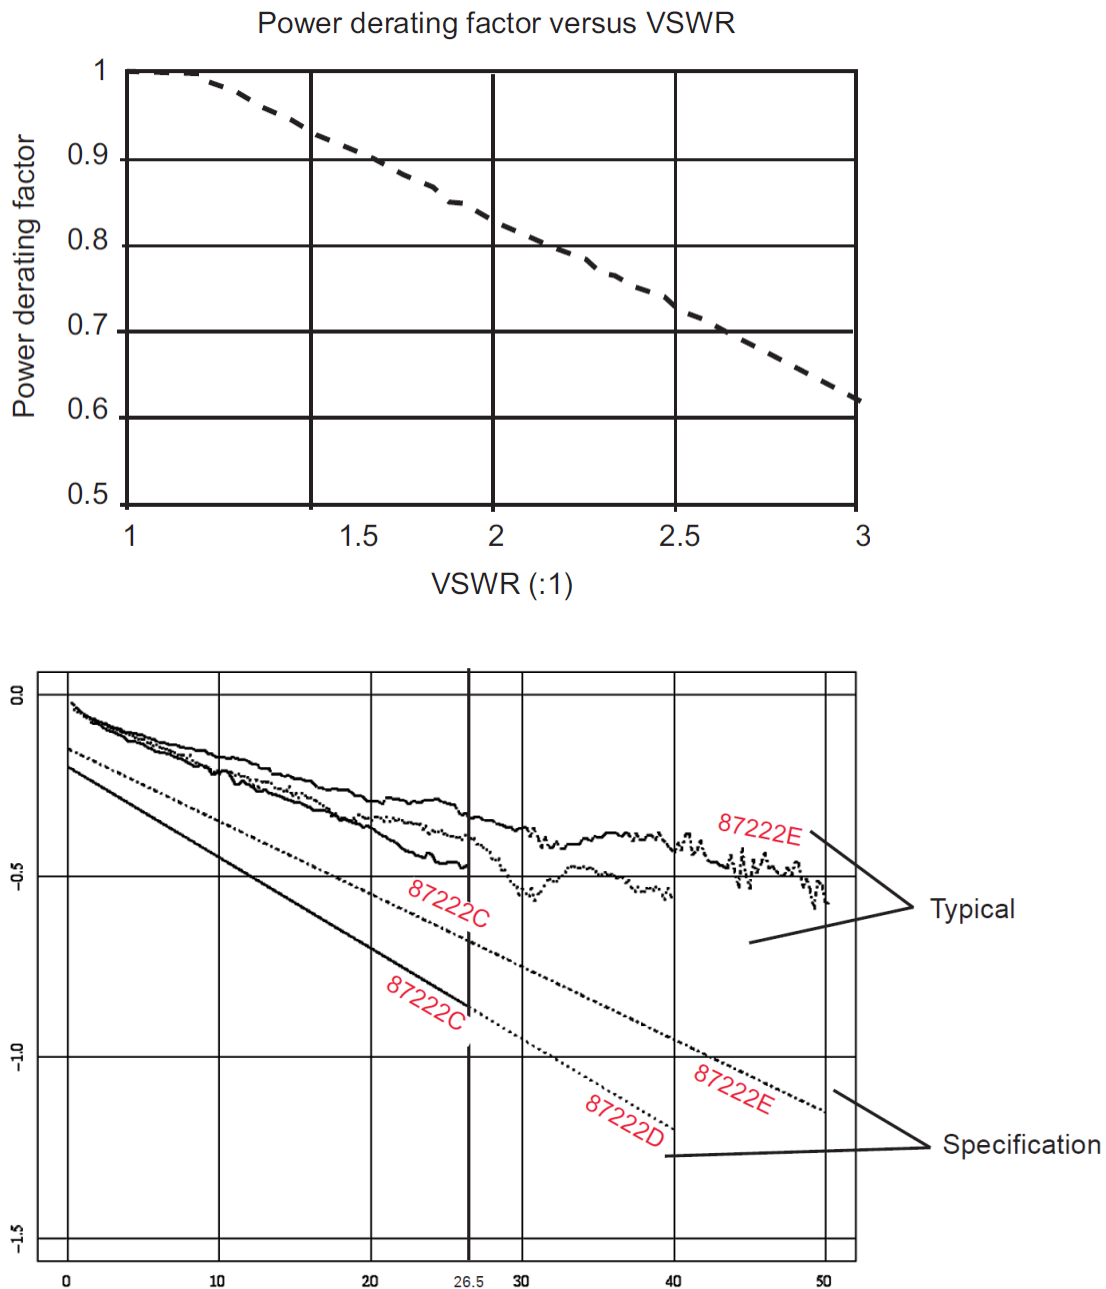 Power derating factor versus VSWR
1
0.9
0.8
0.7
0.6
0.5
Power derating factor
1 1.5 2 2.5 3
VSWR (:1)
0.0
-0.5
-1.0
-1.5
87222E
87222C
Typical
87222C
87222E
87222D
Specification
0 10 20 26.5 30 40 50